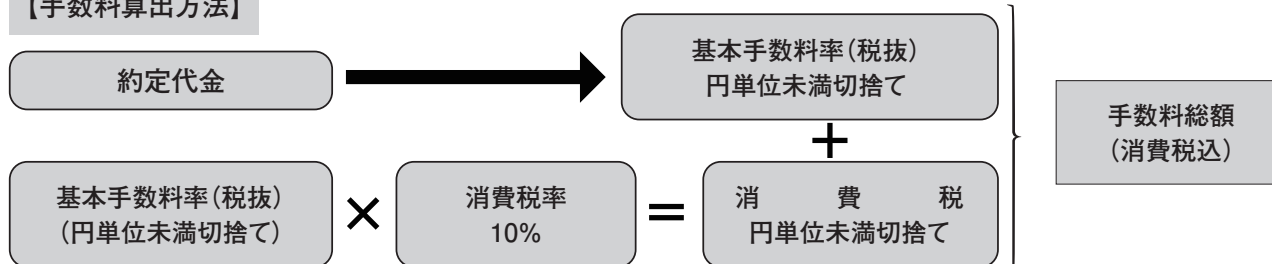 【手数料算出方法】
約定代金
基本手数料率(税抜)
円単位未満切捨て
+
基本手数料率(税抜)
(円単位未満切捨て)
×
消費税率
10%
=
消費税
円単位未満切捨て
手数料総額
(消費税込)